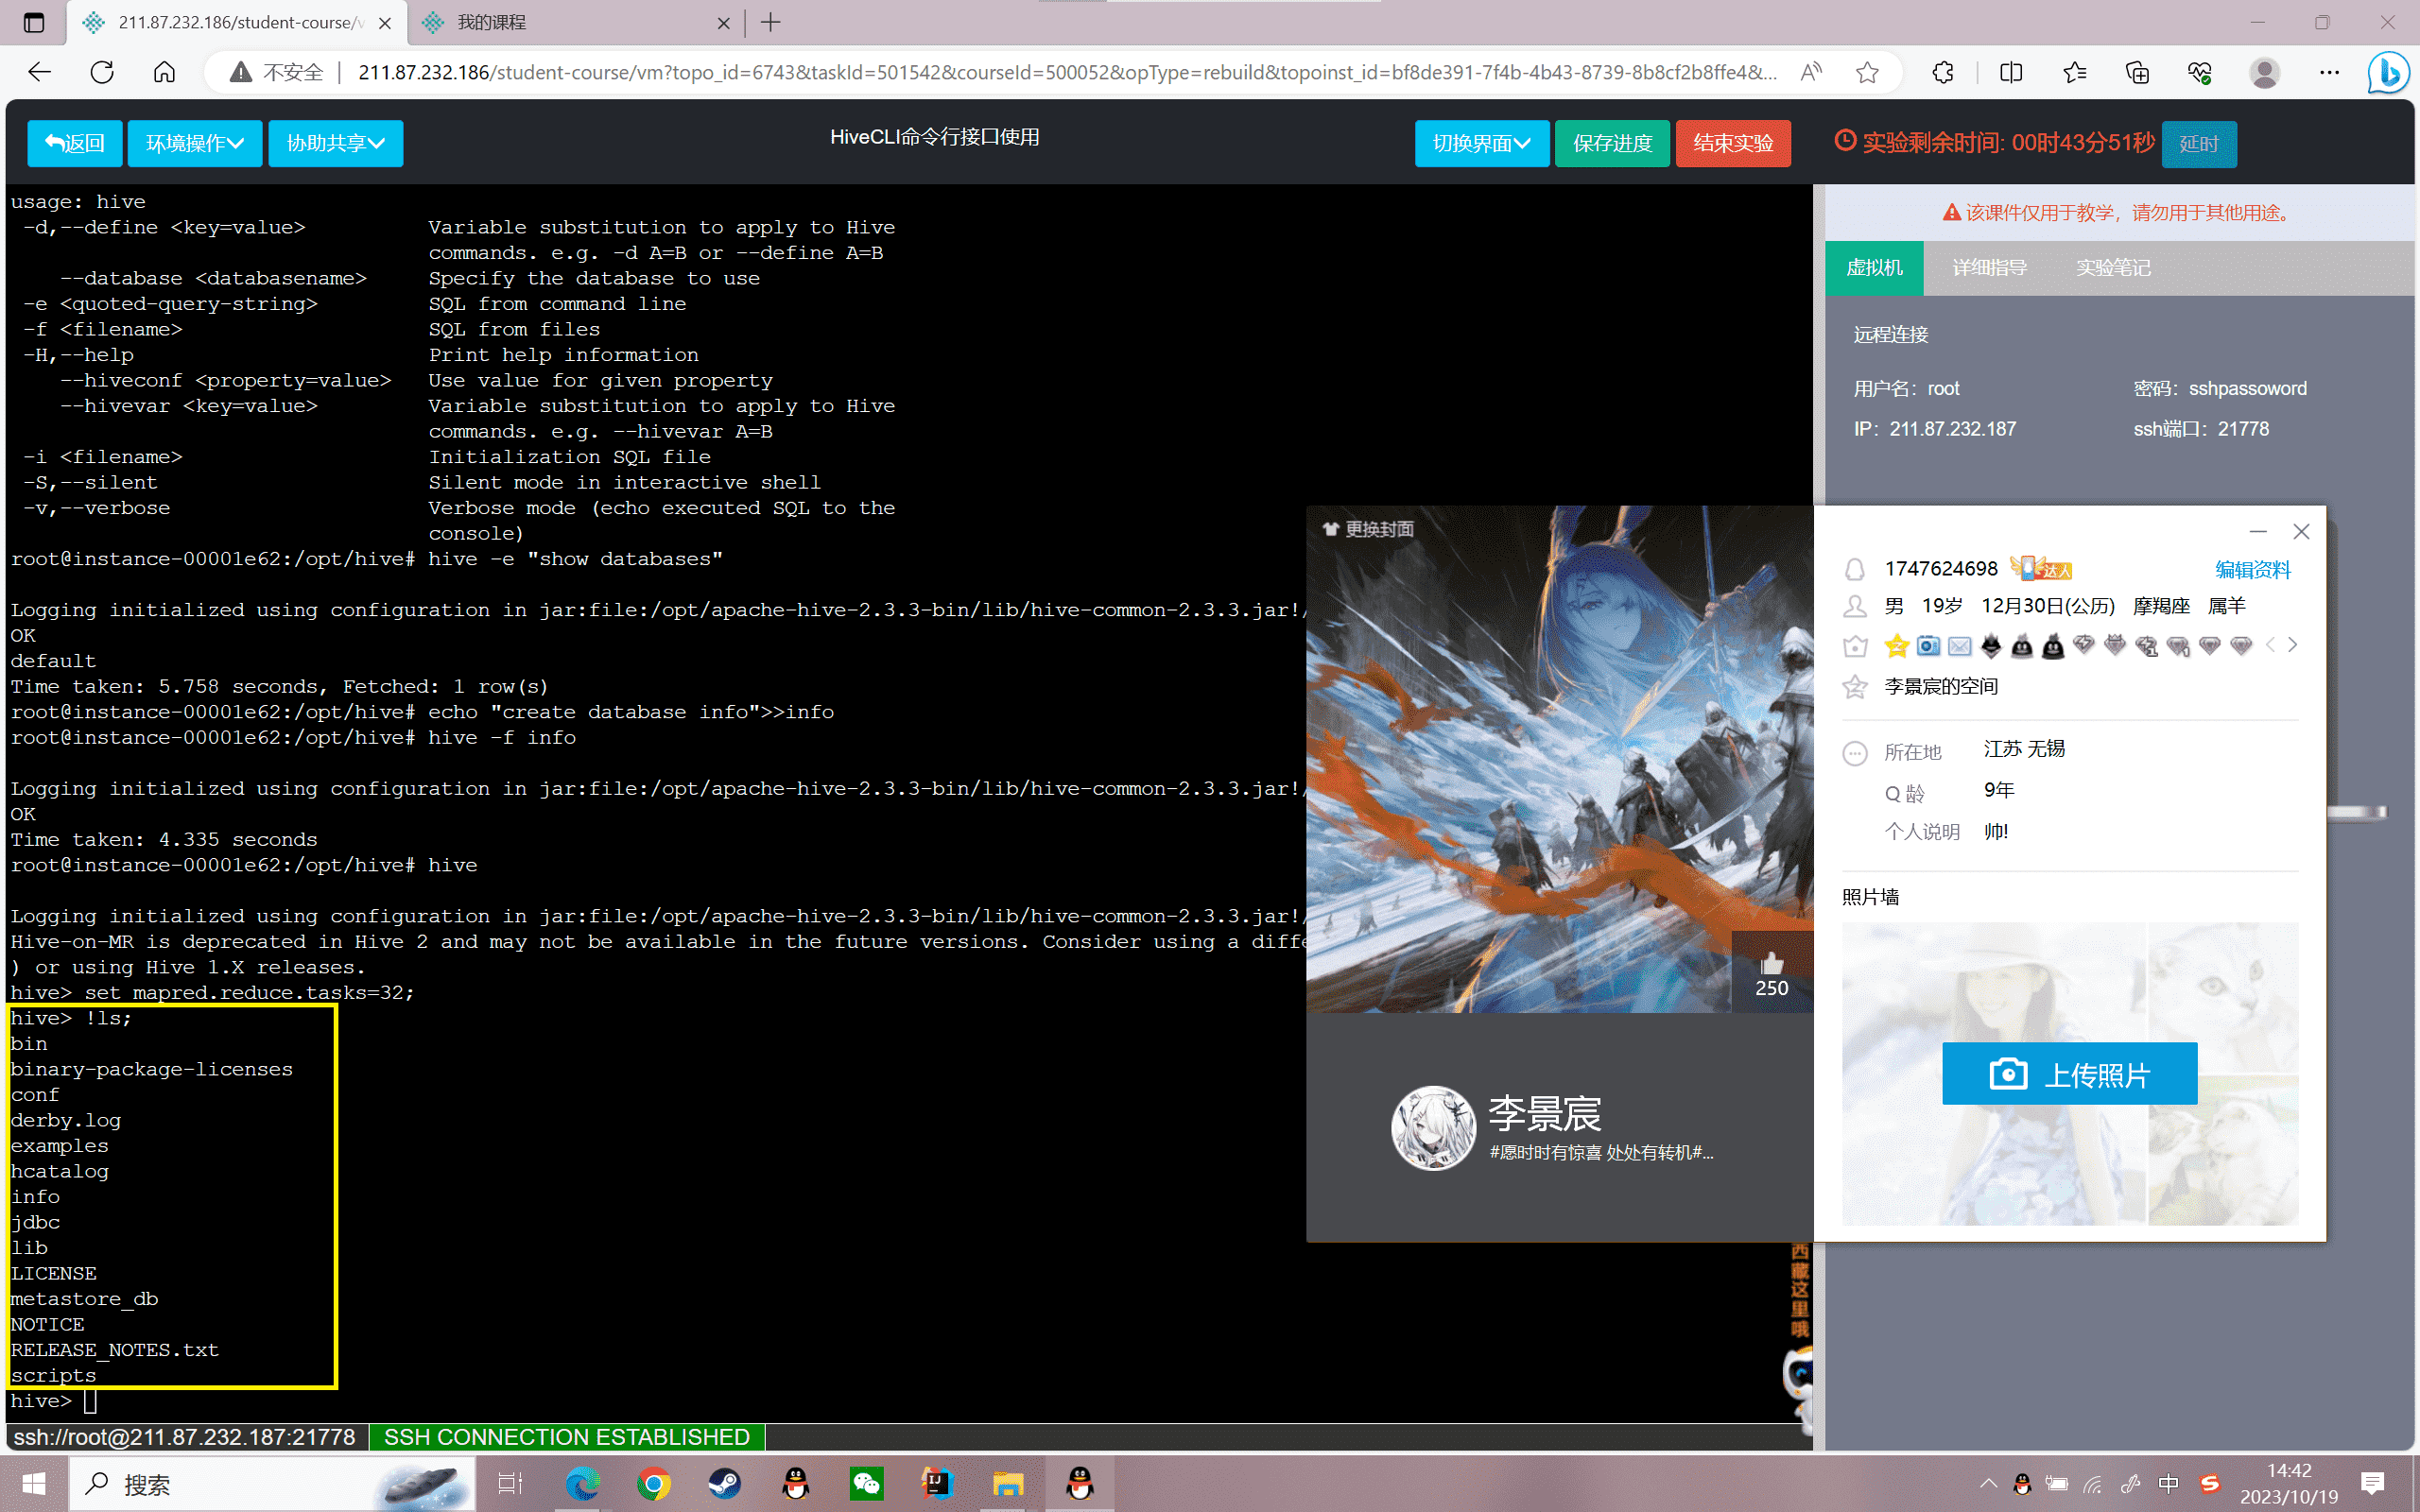 211.87.232.186/student-course/v
我的课程
不安全
211.87.232.186/student-course/vm?topo_id=6743&taskId=501542&courseId=500052&opType=rebuild&topoinst_id=bf8de391-7f4b-4b43-8739-8b8cf2b8ffe4&...
返回
环境操作
协助共享
HiveCLI命令行接口使用
切换界面
保存进度
结束实验
实验剩余时间: 00时43分51秒
延时
usage: hive
-d,--define <key=value> Variable substitution to apply to Hive
commands. e.g. -d A=B or --define A=B
--database <databasename> Specify the database to use
-e <quoted-query-string> SQL from command line
-f <filename> SQL from files
-H,--help Print help information
--hiveconf <property=value> Use value for given property
--hivevar <key=value> Variable substitution to apply to Hive
commands. e.g. --hivevar A=B
-i <filename> Initialization SQL file
-S,--silent Silent mode in interactive shell
-v,--verbose Verbose mode (echo executed SQL to the
console)
root@instance-00001e62:/opt/hive# hive -e "show databases"
Logging initialized using configuration in jar:file:/opt/apache-hive-2.3.3-bin/lib/hive-common-2.3.3.jar!/
OK
default
Time taken: 5.758 seconds, Fetched: 1 row(s)
root@instance-00001e62:/opt/hive# echo "create database info">>info
root@instance-00001e62:/opt/hive# hive -f info
Logging initialized using configuration in jar:file:/opt/apache-hive-2.3.3-bin/lib/hive-common-2.3.3.jar!/
OK
Time taken: 4.335 seconds
root@instance-00001e62:/opt/hive# hive
Logging initialized using configuration in jar:file:/opt/apache-hive-2.3.3-bin/lib/hive-common-2.3.3.jar!/
Hive-on-MR is deprecated in Hive 2 and may not be available in the future versions. Consider using a diffe
) or using Hive 1.X releases.
hive> set mapred.reduce.tasks=32;
hive> !ls;
bin
binary-package-licenses
conf
derby.log
examples
hcatalog
info
jdbc
lib
LICENSE
metastore_db
NOTICE
RELEASE_NOTES.txt
scripts
hive>
ssh://root@211.87.232.187:21778
SSH CONNECTION ESTABLISHED
该课件仅用于教学，请勿用于其他用途。
虚拟机
详细指导
实验笔记
远程连接
用户名：root
密码：sshpassoword
IP：211.87.232.187
ssh端口：21778
更换封面
250
李景宸
#愿时时有惊喜 处处有转机#...
1747624698
达人
编辑资料
男 19岁 12月30日(公历) 摩羯座 属羊
李景宸的空间
所在地 江苏 无锡
Q 龄 9年
个人说明 帅!
照片墙
上传照片
西藏这里哦
搜索
中
14:42
2023/10/19